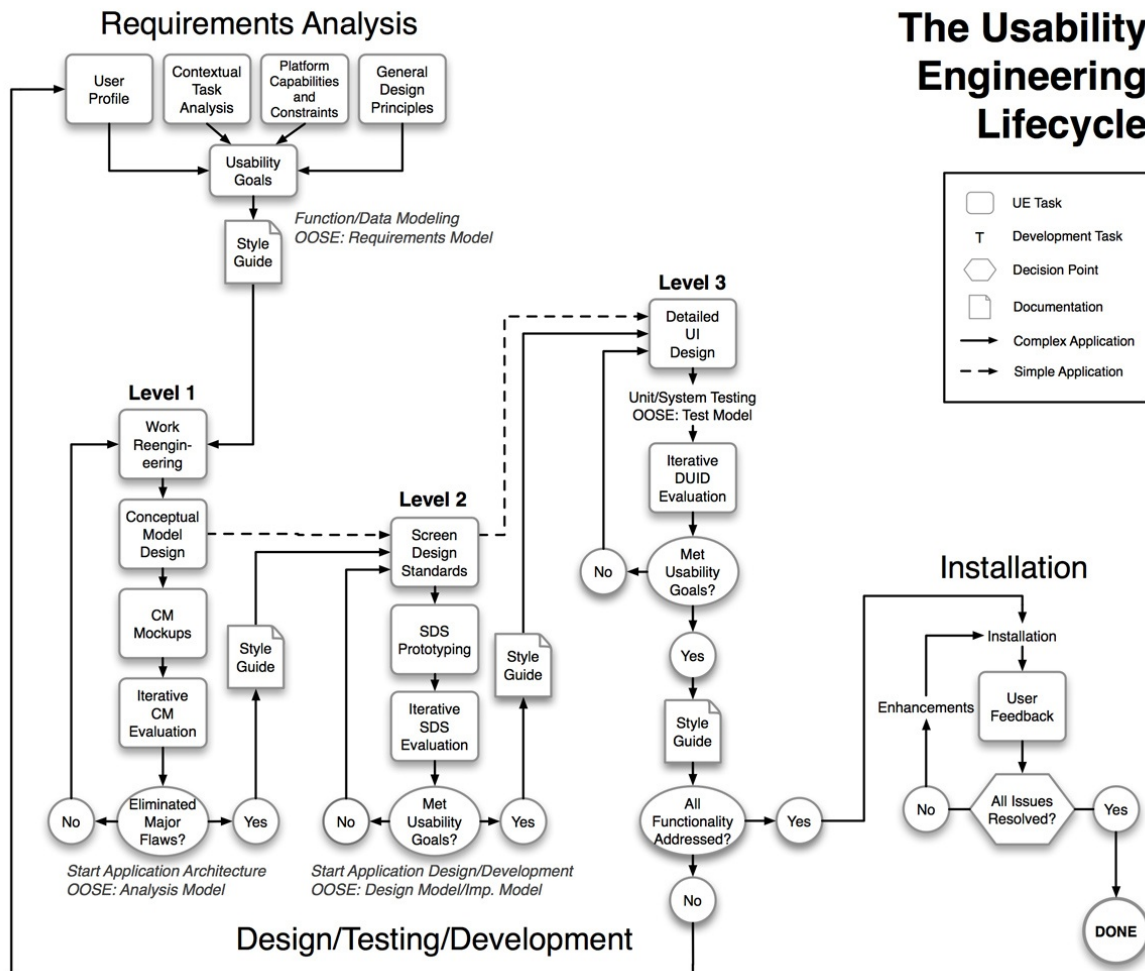 Requirements Analysis
The Usability
Engineering
Lifecycle
User
Profile
Contextual
Task
Analysis
Platform
Capabilities
and
Constraints
General
Design
Principles
Usability
Goals
Function/Data Modeling
OOSE: Requirements Model
Style
Guide
UE Task
T
Development Task
Decision Point
Documentation
Complex Application
Simple Application
Level 1
Work
Reengin-
eering
Conceptual
Model
Design
CM
Mockups
Iterative
CM
Evaluation
Eliminated
Major
Flaws?
No
Yes
Style
Guide
Start Application Architecture
OOSE: Analysis Model
Level 2
Screen
Design
Standards
SDS
Prototyping
Iterative
SDS
Evaluation
Met
Usability
Goals?
No
Yes
Style
Guide
Start Application Design/Development
OOSE: Design Model/Imp. Model
Level 3
Detailed
UI
Design
Unit/System Testing
OOSE: Test Model
Iterative
DUID
Evaluation
Met
Usability
Goals?
No
Yes
Style
Guide
All
Functionality
Addressed?
Yes
No
Design/Testing/Development
Installation
Installation
Enhancements
User
Feedback
All Issues
Resolved?
No
Yes
DONE